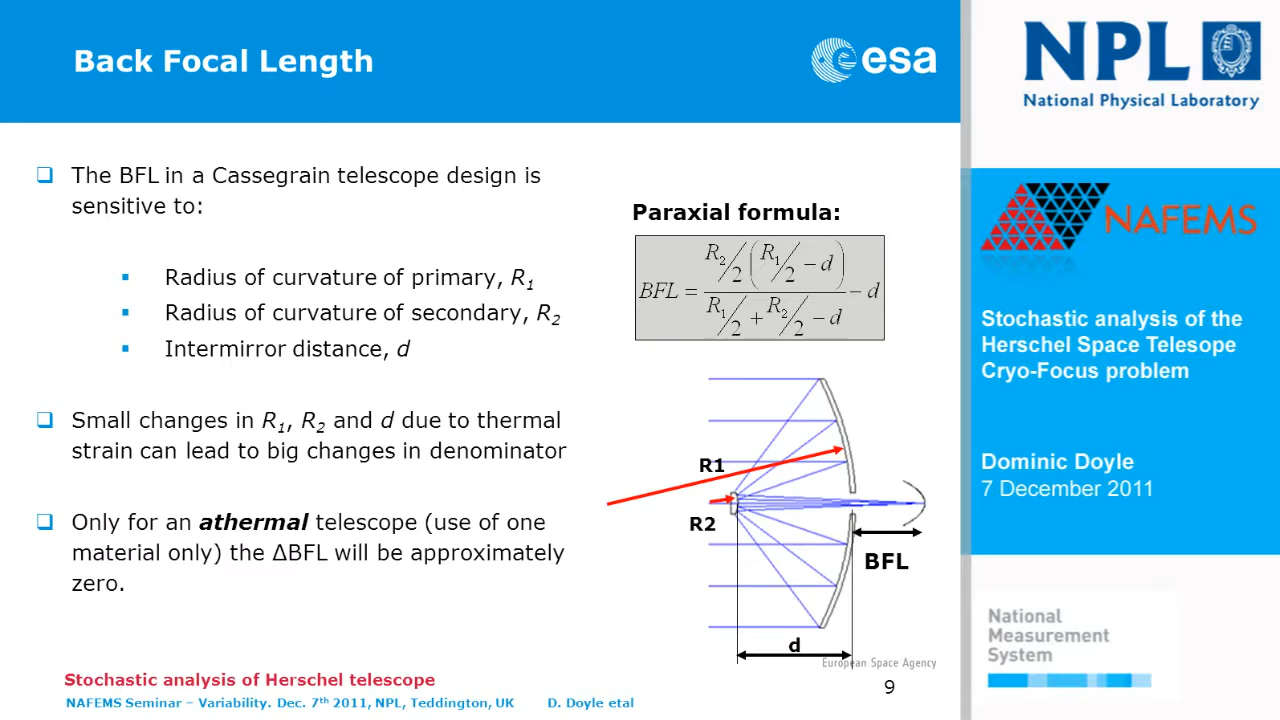 Back Focal Length
esa
The BFL in a Cassegrain telescope design is
sensitive to:
Radius of curvature of primary, R1
Radius of curvature of secondary, R2
Intermirror distance, d
Small changes in R1, R2 and d due to thermal
strain can lead to big changes in denominator
Only for an athermal telescope (use of one
material only) the ΔBFL will be approximately
zero.
Paraxial formula:
BFL = (R2/2 (R1/2 − d)) / (R1/2 + R2/2 − d) − d
R1
R2
BFL
d
European Space Agency
9
Stochastic analysis of Herschel telescope
NAFEMS Seminar – Variability. Dec. 7th 2011, NPL, Teddington, UK D. Doyle etal
NPL
National Physical Laboratory
NAFEMS
Stochastic analysis of the
Herschel Space Telesope
Cryo-Focus problem
Dominic Doyle
7 December 2011
National
Measurement
System